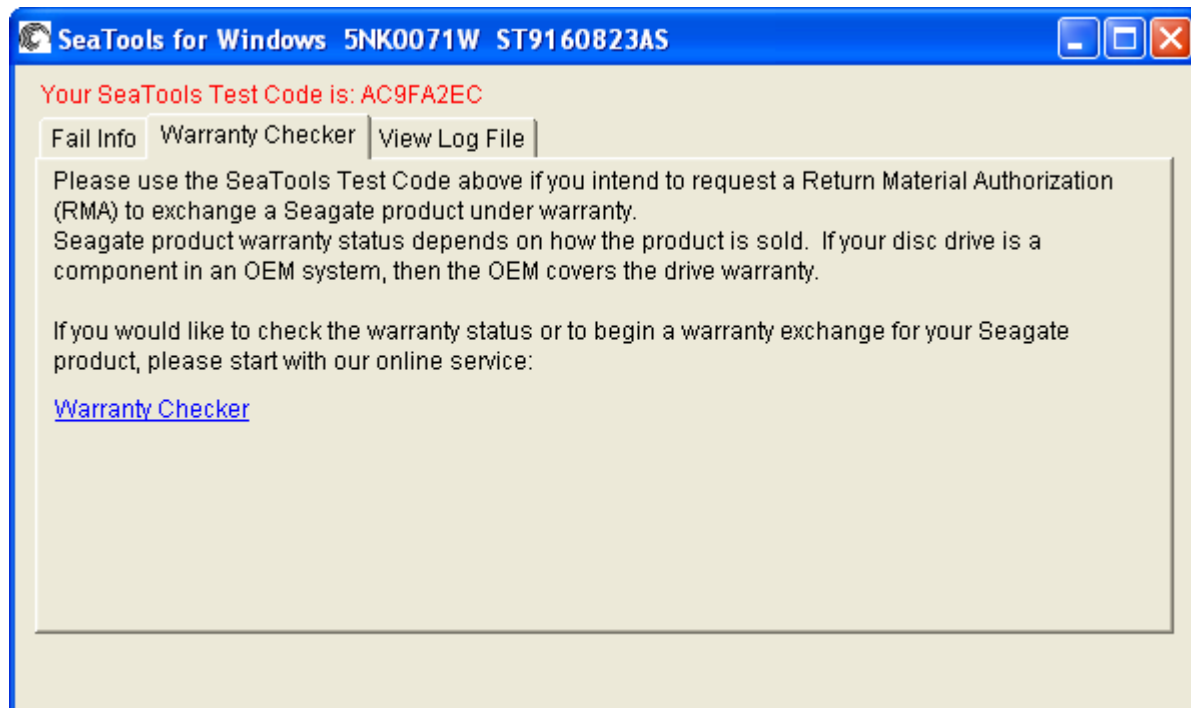 SeaTools for Windows 5NK0071W ST9160823AS
Your SeaTools Test Code is: AC9FA2EC
Fail Info Warranty Checker View Log File
Please use the SeaTools Test Code above if you intend to request a Return Material Authorization
(RMA) to exchange a Seagate product under warranty.
Seagate product warranty status depends on how the product is sold. If your disc drive is a
component in an OEM system, then the OEM covers the drive warranty.
If you would like to check the warranty status or to begin a warranty exchange for your Seagate
product, please start with our online service:
Warranty Checker